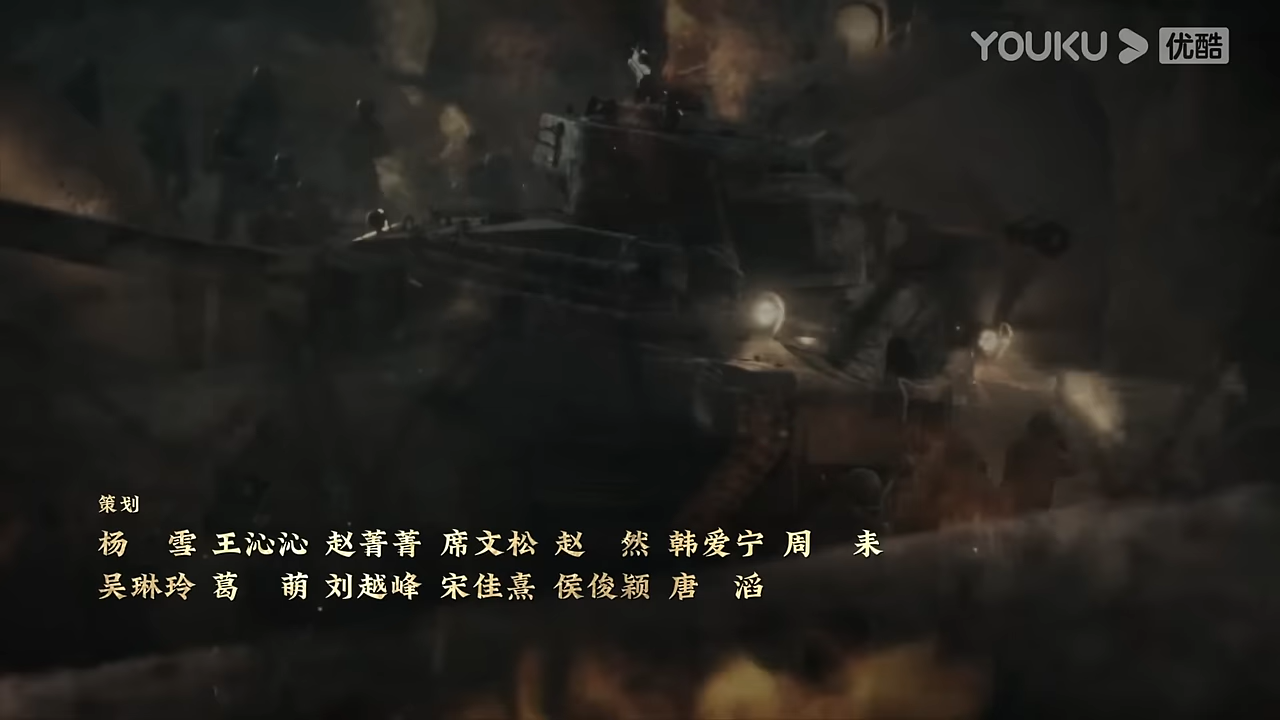 YOUKU 优酷
策划
杨 雪 王沁沁 赵菁菁 席文松 赵 然 韩爱宁 周 耒
吴琳玲 葛 萌 刘越峰 宋佳熹 侯俊颖 唐 滔